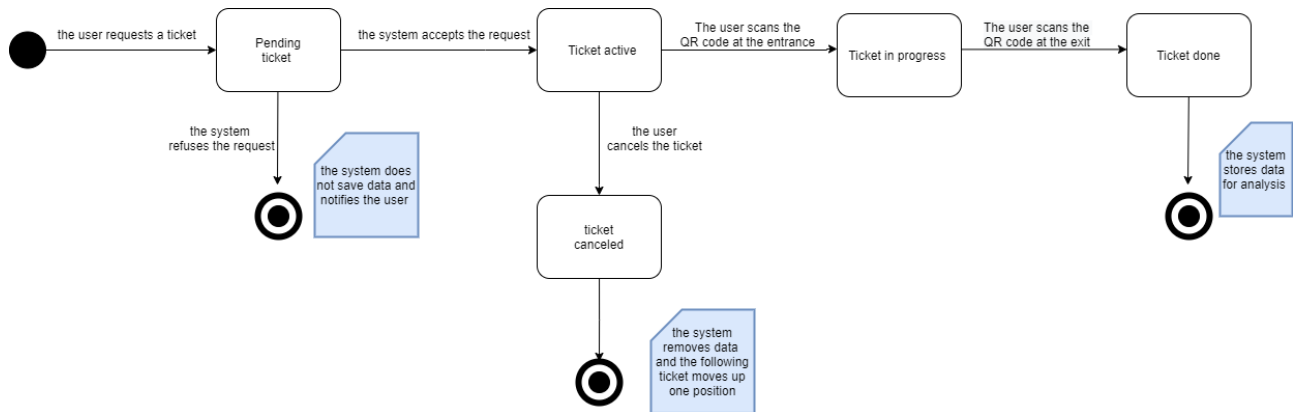 the user requests a ticket
Pending
ticket
the system accepts the request
Ticket active
The user scans the
QR code at the entrance
Ticket in progress
The user scans the
QR code at the exit
Ticket done
the system
refuses the request
the system does
not save data and
notifies the user
the user
cancels the ticket
the system
stores data
for analysis
ticket
canceled
the system
removes data
and the following
ticket moves up
one position